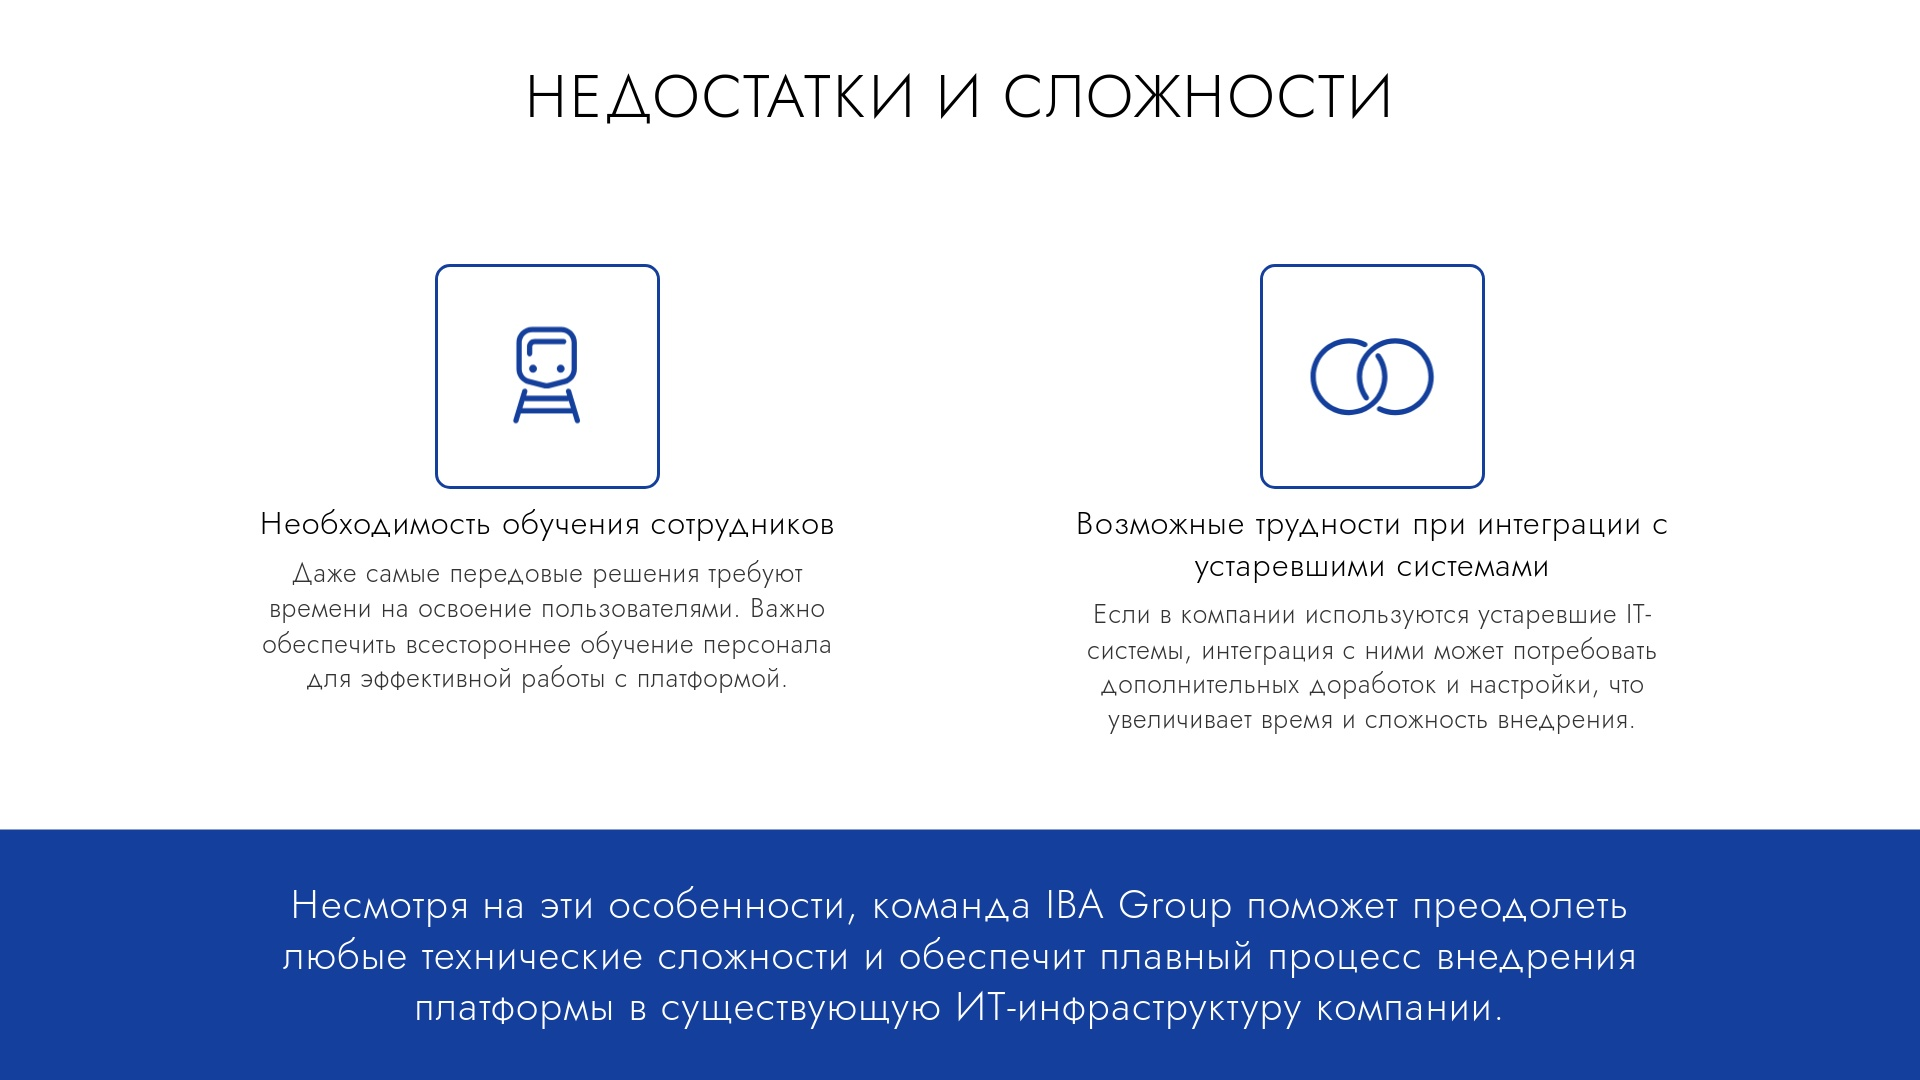 НЕДОСТАТКИ И СЛОЖНОСТИ
Необходимость обучения сотрудников
Даже самые передовые решения требуют
времени на освоение пользователями. Важно
обеспечить всестороннее обучение персонала
для эффективной работы с платформой.
Возможные трудности при интеграции с
устаревшими системами
Если в компании используются устаревшие IT-
системы, интеграция с ними может потребовать
дополнительных доработок и настройки, что
увеличивает время и сложность внедрения.
Несмотря на эти особенности, команда IBA Group поможет преодолеть
любые технические сложности и обеспечит плавный процесс внедрения
платформы в существующую ИТ-инфраструктуру компании.